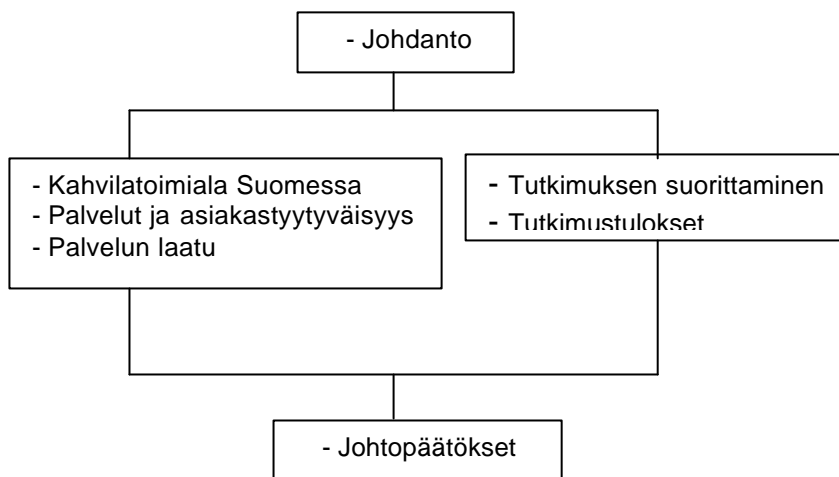 - Johdanto
- Kahvilatoimiala Suomessa
- Palvelut ja asiakastyytyväisyys
- Palvelun laatu
- Tutkimuksen suorittaminen
- Tutkimustulokset
- Johtopäätökset